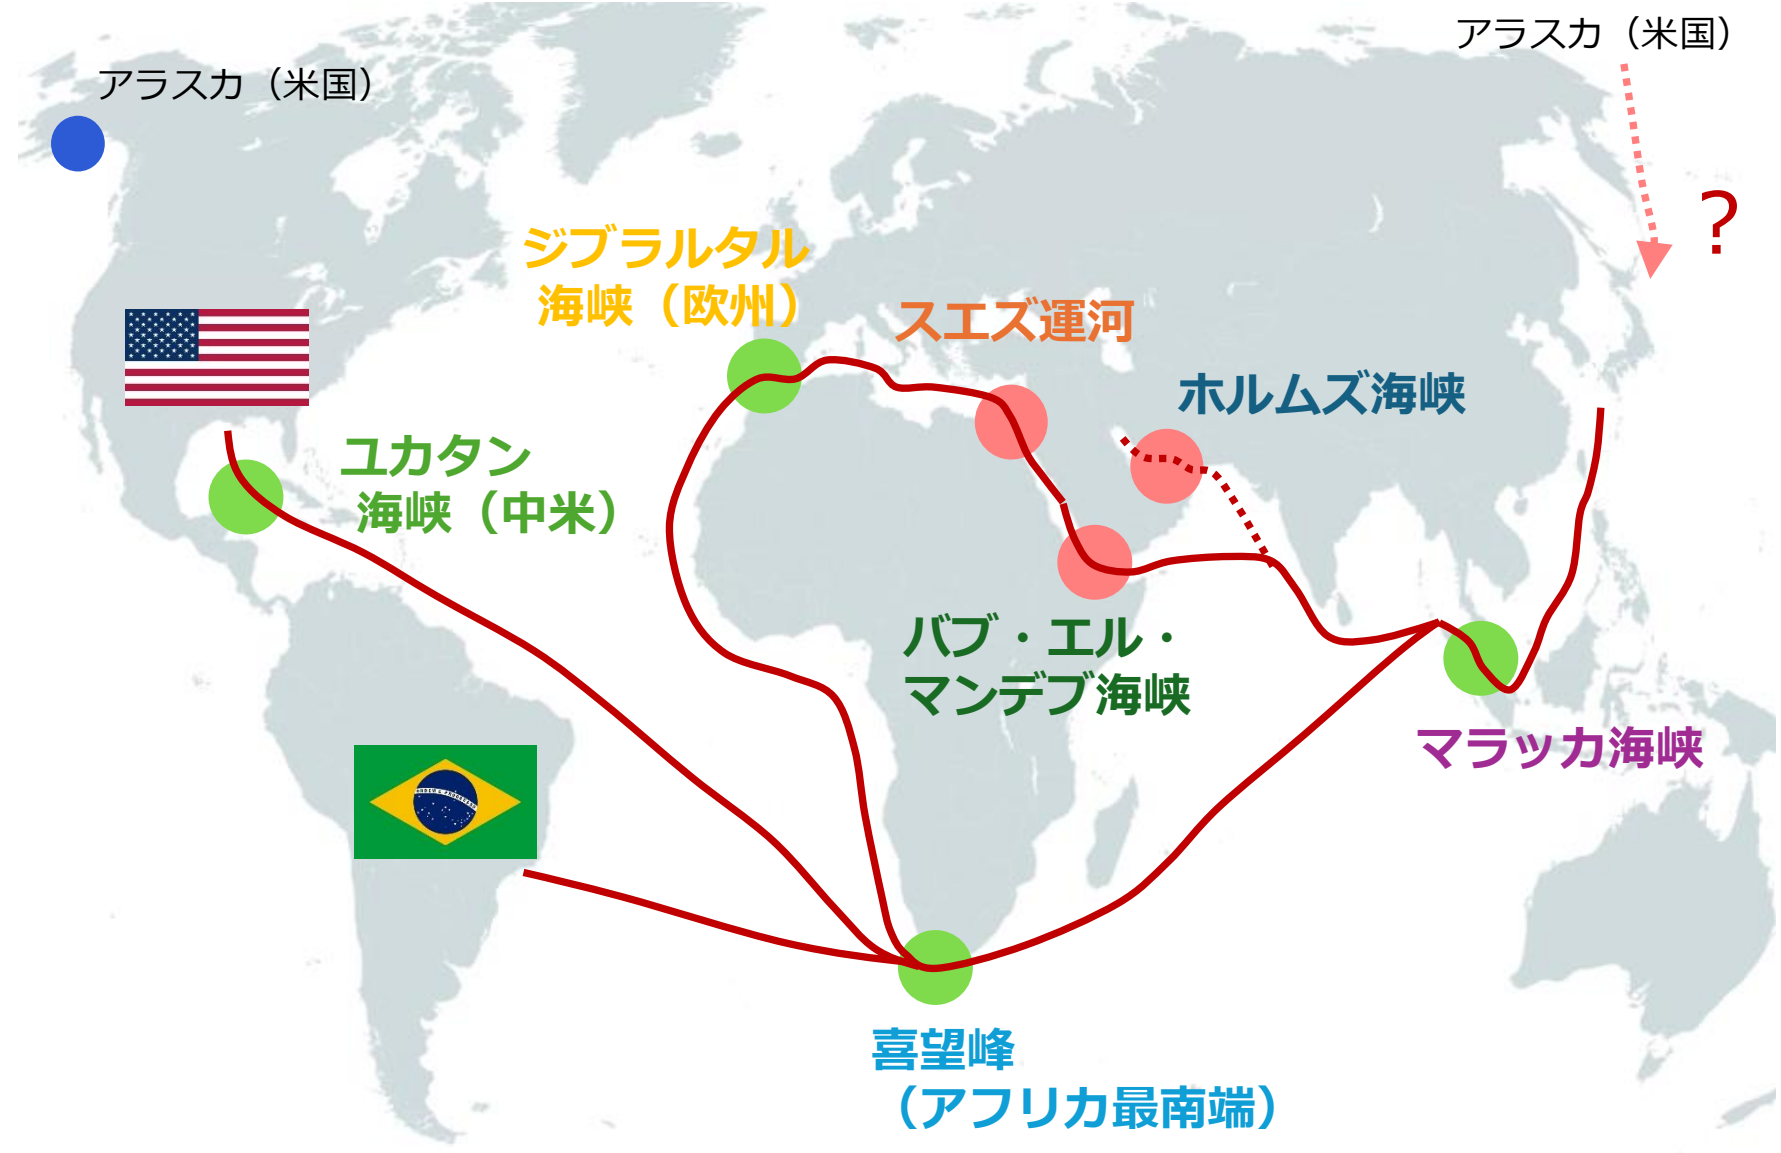 アラスカ（米国）
アラスカ（米国）
？
ジブラルタル
海峡（欧州）
スエズ運河
ホルムズ海峡
ユカタン
海峡（中米）
バブ・エル・
マンデブ海峡
マラッカ海峡
喜望峰
（アフリカ最南端）